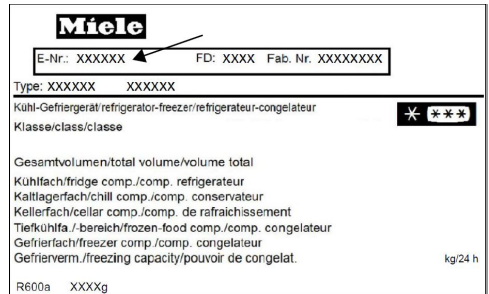 Miele
E-Nr.: XXXXXX FD: XXXX Fab. Nr. XXXXXXXX
Type: XXXXXX XXXXXX
Kühl-Gefriergerät/refrigerator-freezer/refrigerateur-congelateur
Klasse/class/classe
Gesamtvolumen/total volume/volume total
Kühlfach/fridge comp./comp. refrigerateur
Kaltlagerfach/chill comp./comp. conservateur
Kellerfach/cellar comp./comp. de rafraichissement
Tiefkühlfa./-bereich/frozen-food comp./comp. congelateur
Gefrierfach/freezer comp./comp. congelateur
Gefrierverm./freezing capacity/pouvoir de congelat. kg/24 h
R600a XXXXg